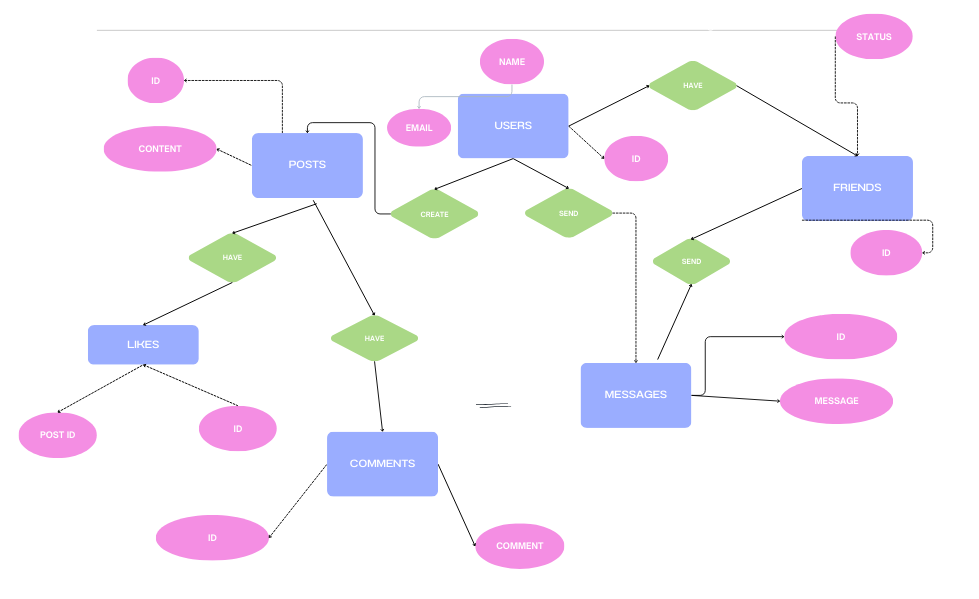 STATUS
NAME
ID
HAVE
EMAIL
USERS
CONTENT
POSTS
ID
FRIENDS
CREATE
SEND
HAVE
SEND
ID
LIKES
HAVE
ID
MESSAGES
MESSAGE
POST ID
ID
COMMENTS
ID
COMMENT